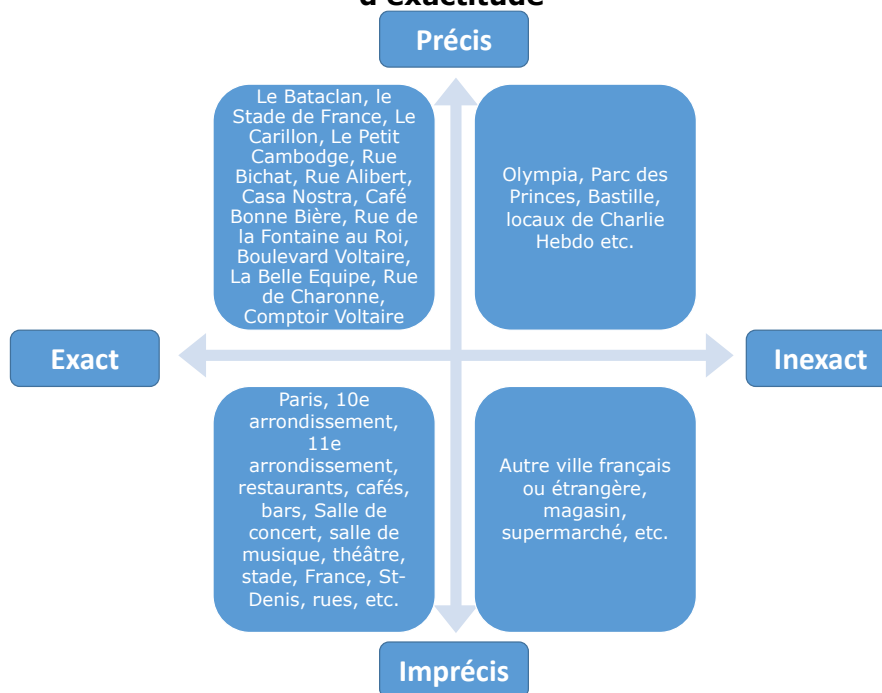 d'exactitude
Précis
Le Bataclan, le
Stade de France, Le
Carillon, Le Petit
Cambodge, Rue
Bichat, Rue Alibert,
Casa Nostra, Café
Bonne Bière, Rue de
la Fontaine au Roi,
Boulevard Voltaire,
La Belle Equipe, Rue
de Charonne,
Comptoir Voltaire
Olympia, Parc des
Princes, Bastille,
locaux de Charlie
Hebdo etc.
Exact
Inexact
Paris, 10e
arrondissement,
11e
arrondissement,
restaurants, cafés,
bars, Salle de
concert, salle de
musique, théâtre,
stade, France, St-
Denis, rues, etc.
Autre ville français
ou étrangère,
magasin,
supermarché, etc.
Imprécis